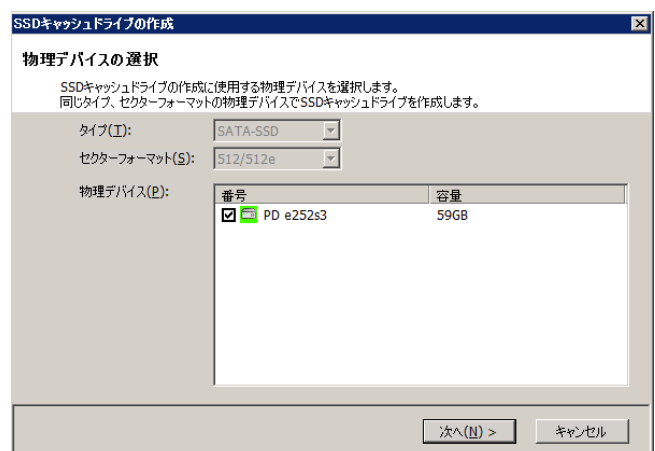 SSDキャッシュドライブの作成
物理デバイスの選択
SSDキャッシュドライブの作成に使用する物理デバイスを選択します。
同じタイプ、セクターフォーマットの物理デバイスでSSDキャッシュドライブを作成します。
タイプ(T): SATA-SSD
セクターフォーマット(S): 512/512e
物理デバイス(P): 番号 容量
PD e252s3 59GB
次へ(N) > キャンセル